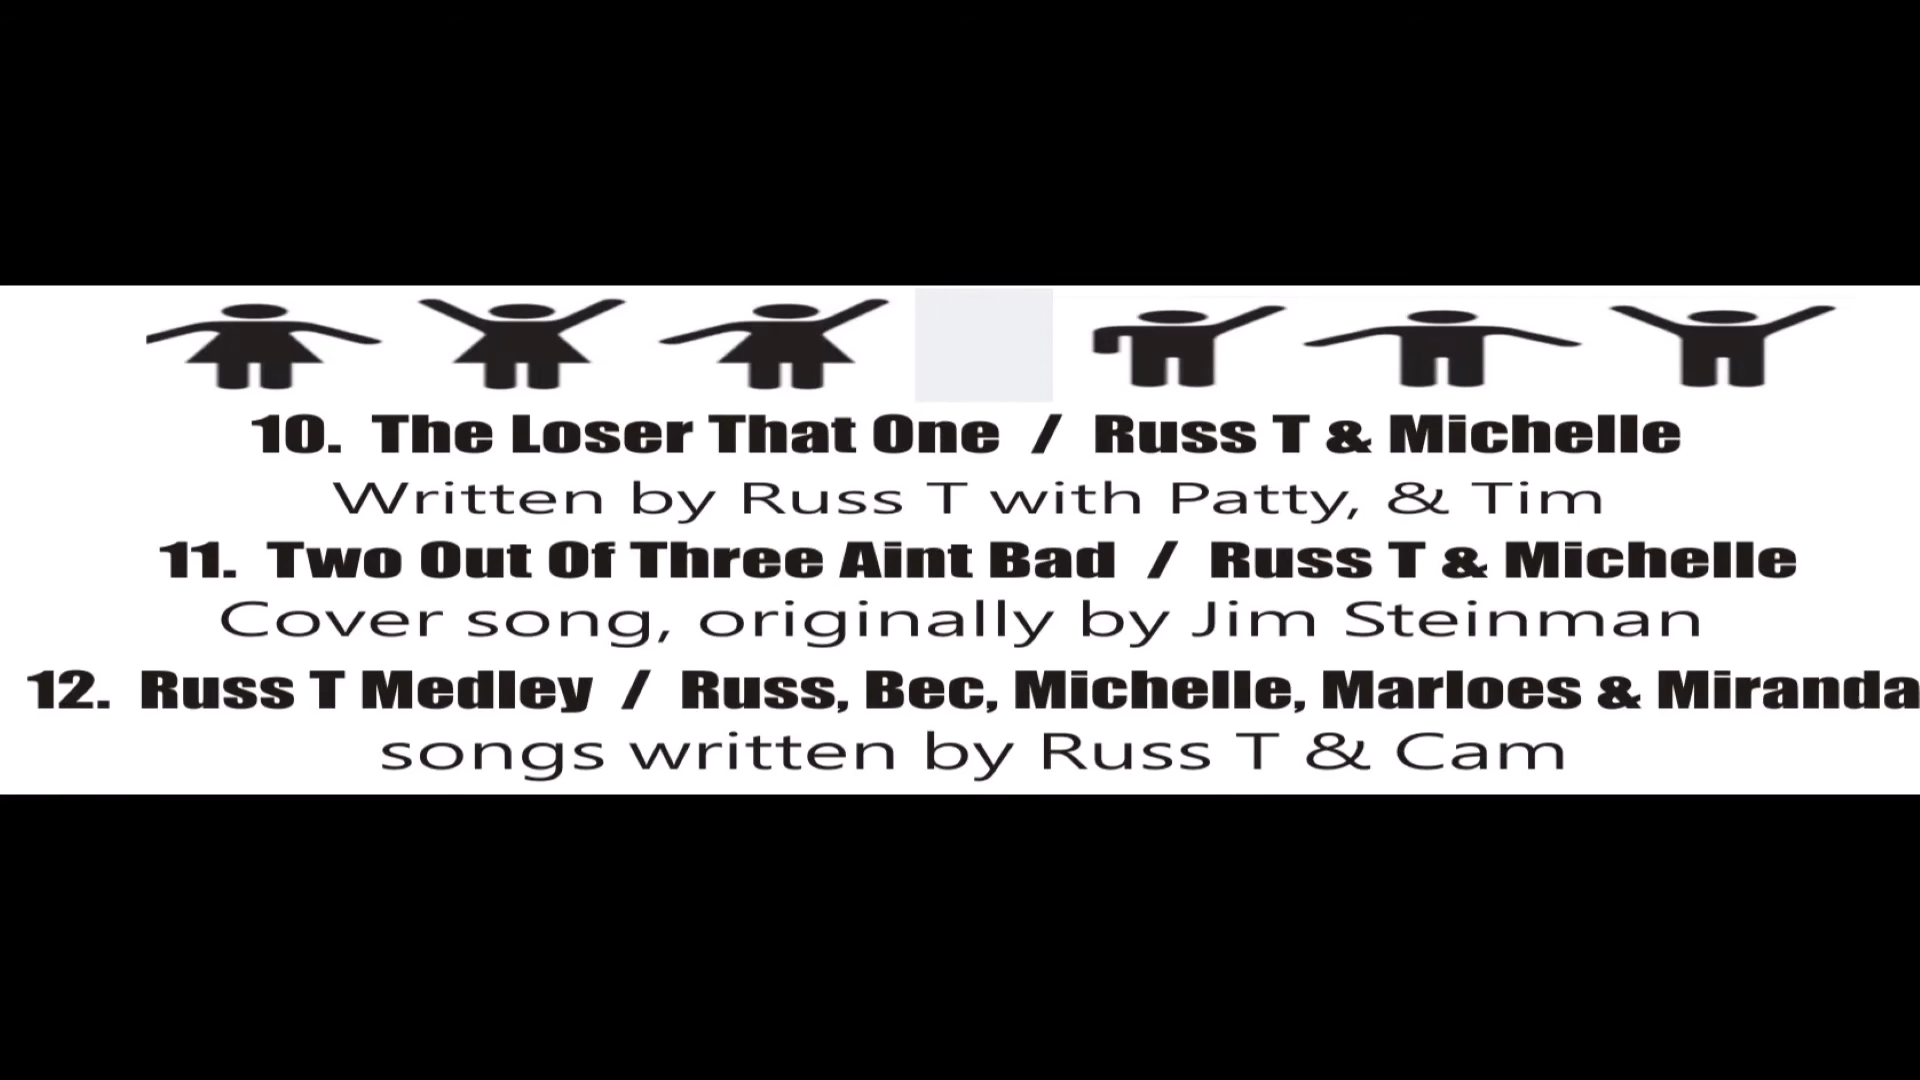 10. The Loser That One / Russ T & Michelle
Written by Russ T with Patty, & Tim
11. Two Out Of Three Aint Bad / Russ T & Michelle
Cover song, originally by Jim Steinman
12. Russ T Medley / Russ, Bec, Michelle, Marloes & Miranda
songs written by Russ T & Cam